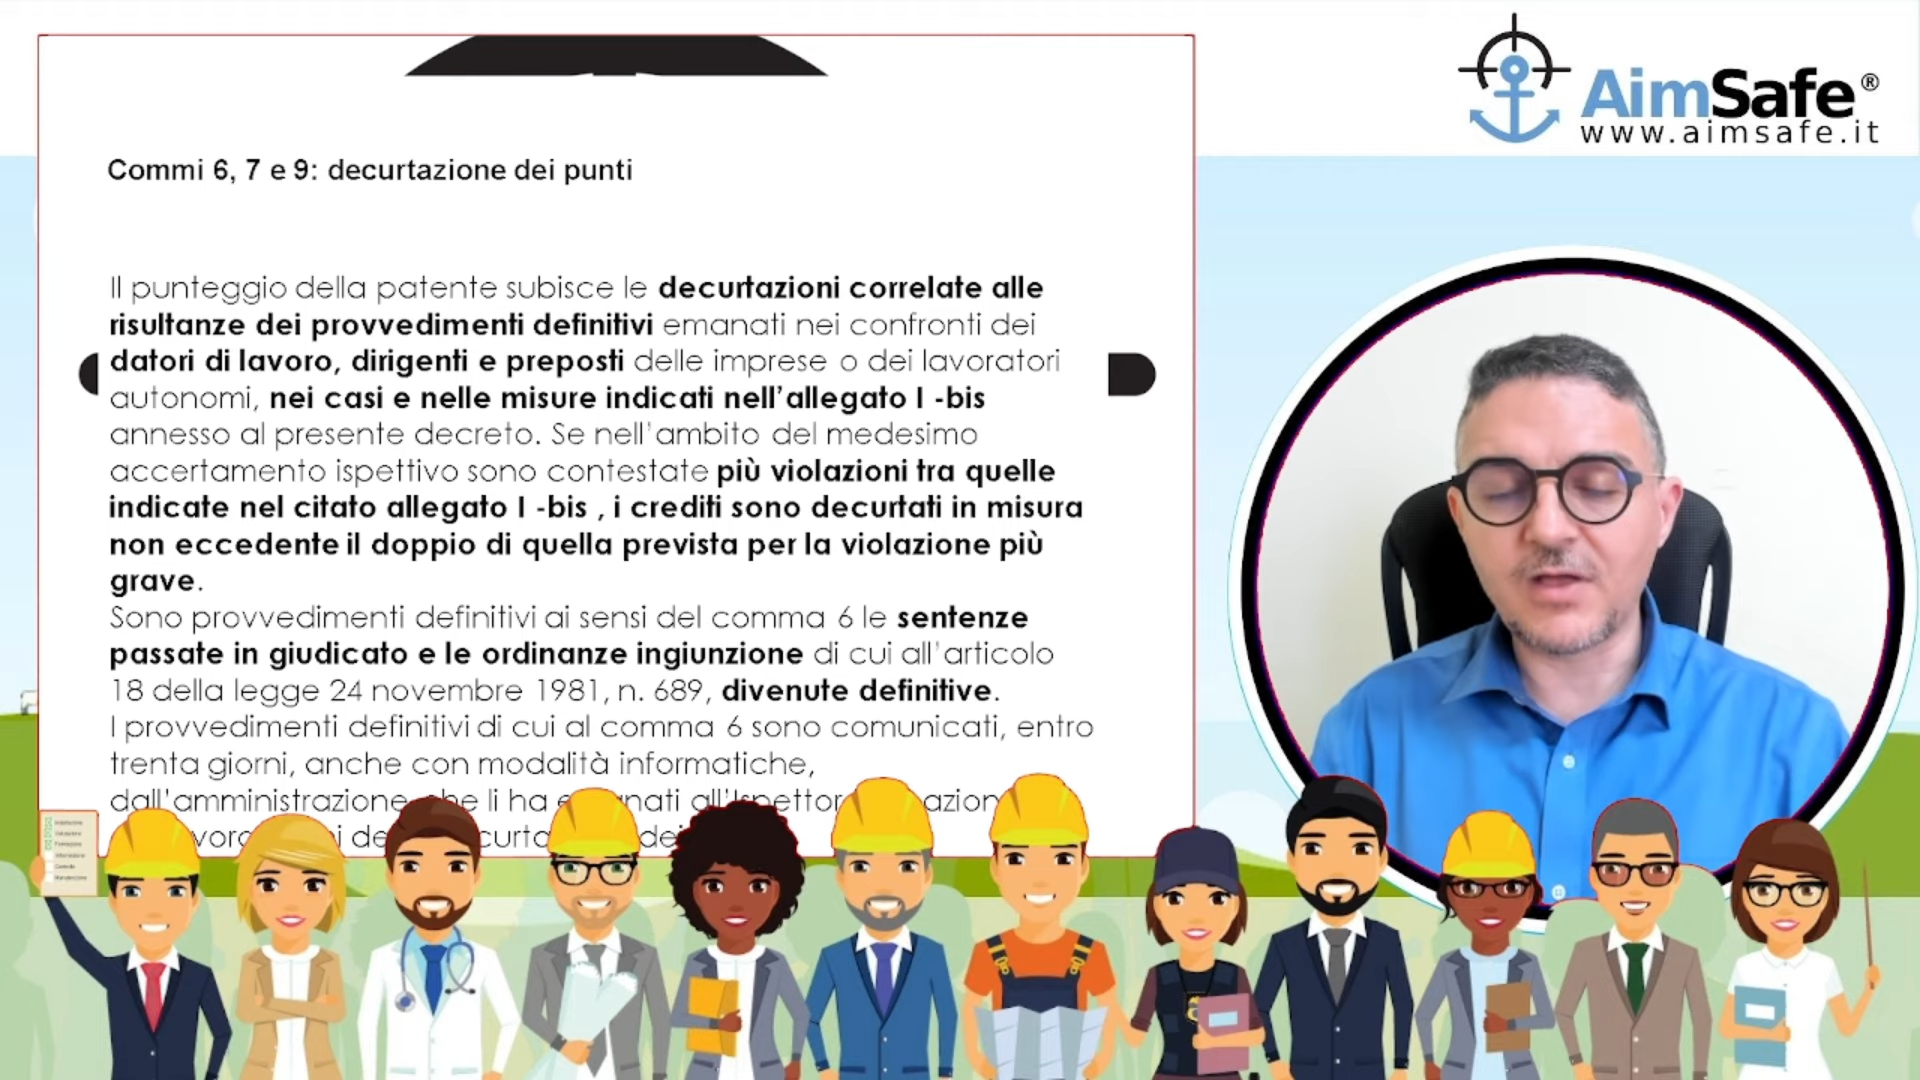 AimSafe®
www.aimsafe.it
Commi 6, 7 e 9: decurtazione dei punti
Il punteggio della patente subisce le decurtazioni correlate alle
risultanze dei provvedimenti definitivi emanati nei confronti dei
datori di lavoro, dirigenti e preposti delle imprese o dei lavoratori
autonomi, nei casi e nelle misure indicati nell'allegato I -bis
annesso al presente decreto. Se nell'ambito del medesimo
accertamento ispettivo sono contestate più violazioni tra quelle
indicate nel citato allegato I -bis , i crediti sono decurtati in misura
non eccedente il doppio di quella prevista per la violazione più
grave.
Sono provvedimenti definitivi ai sensi del comma 6 le sentenze
passate in giudicato e le ordinanze ingiunzione di cui all'articolo
18 della legge 24 novembre 1981, n. 689, divenute definitive.
I provvedimenti definitivi di cui al comma 6 sono comunicati, entro
trenta giorni, anche con modalità informatiche,
dall'amministrazione che li ha